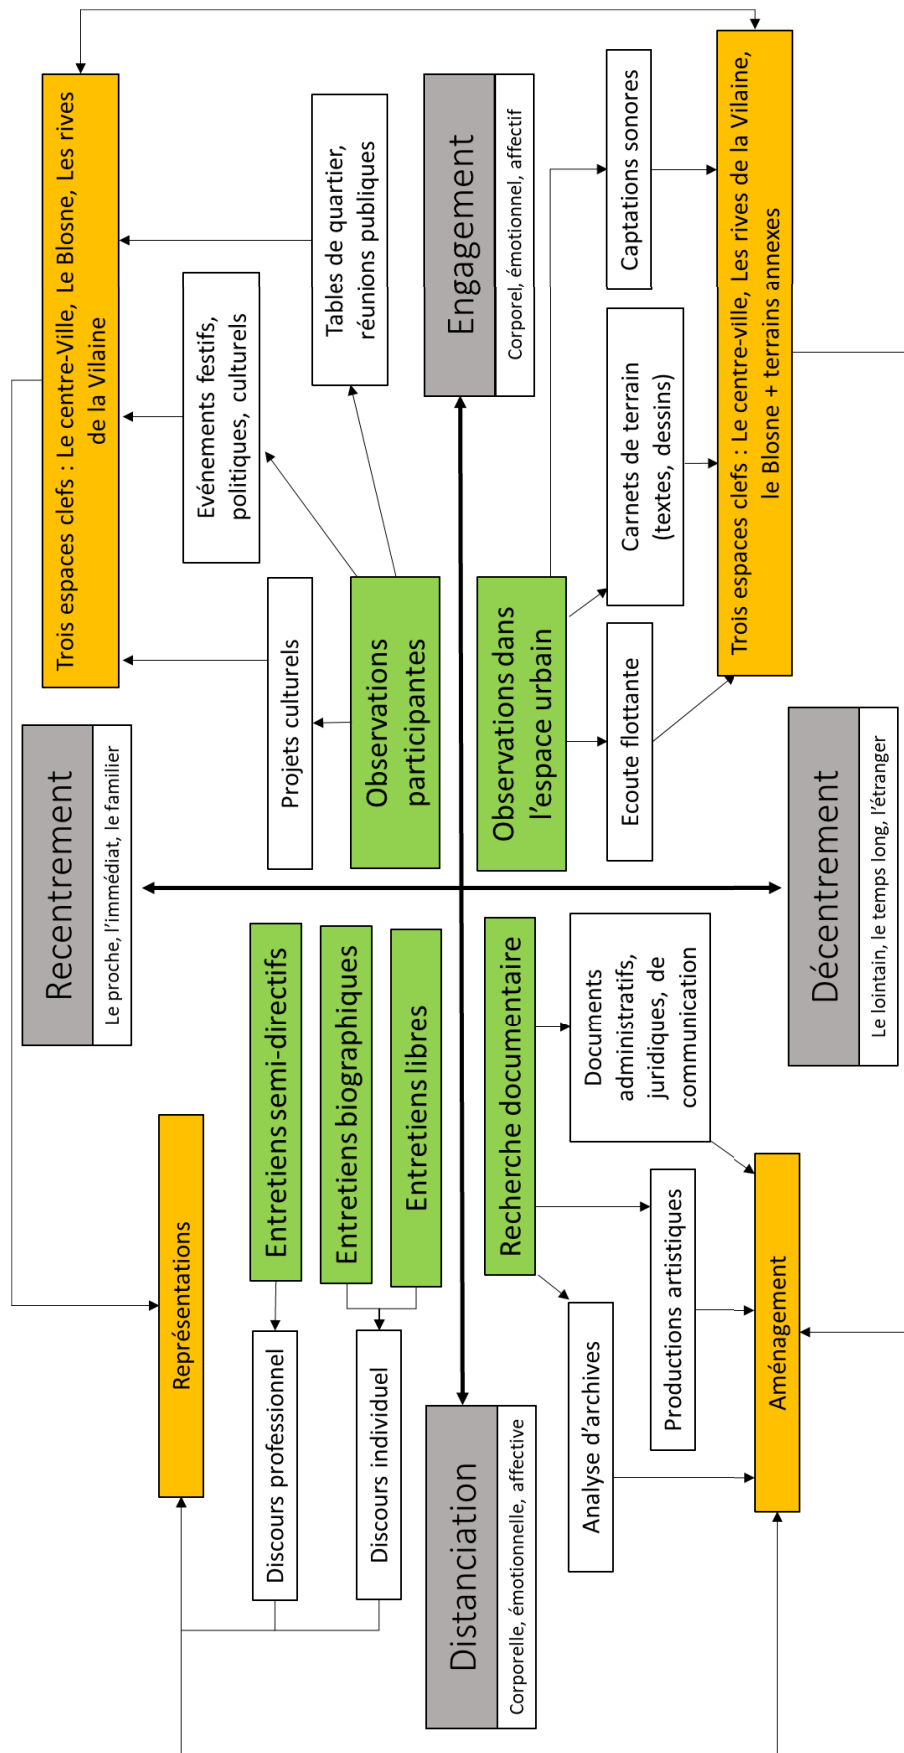 Recentrement
Le proche, l'immédiat, le familier
Représentations
Trois espaces clefs : Le centre-Ville, Le Blosne, Les rives
de la Vilaine
Discours professionnel
Entretiens semi-directifs
Projets culturels
Evénements festifs,
politiques, culturels
Tables de quartier,
réunions publiques
Discours individuel
Entretiens biographiques
Entretiens libres
Observations
participantes
Distanciation
Corporelle, émotionnelle, affective
Engagement
Corporel, émotionnel, affectif
Recherche documentaire
Observations dans
l'espace urbain
Analyse d'archives
Productions artistiques
Documents
administratifs,
juridiques, de
communication
Ecoute flottante
Carnets de terrain
(textes, dessins)
Captations sonores
Aménagement
Trois espaces clefs : Le centre-ville, Les rives de la Vilaine,
le Blosne + terrains annexes
Décentrement
Le lointain, le temps long, l'étranger